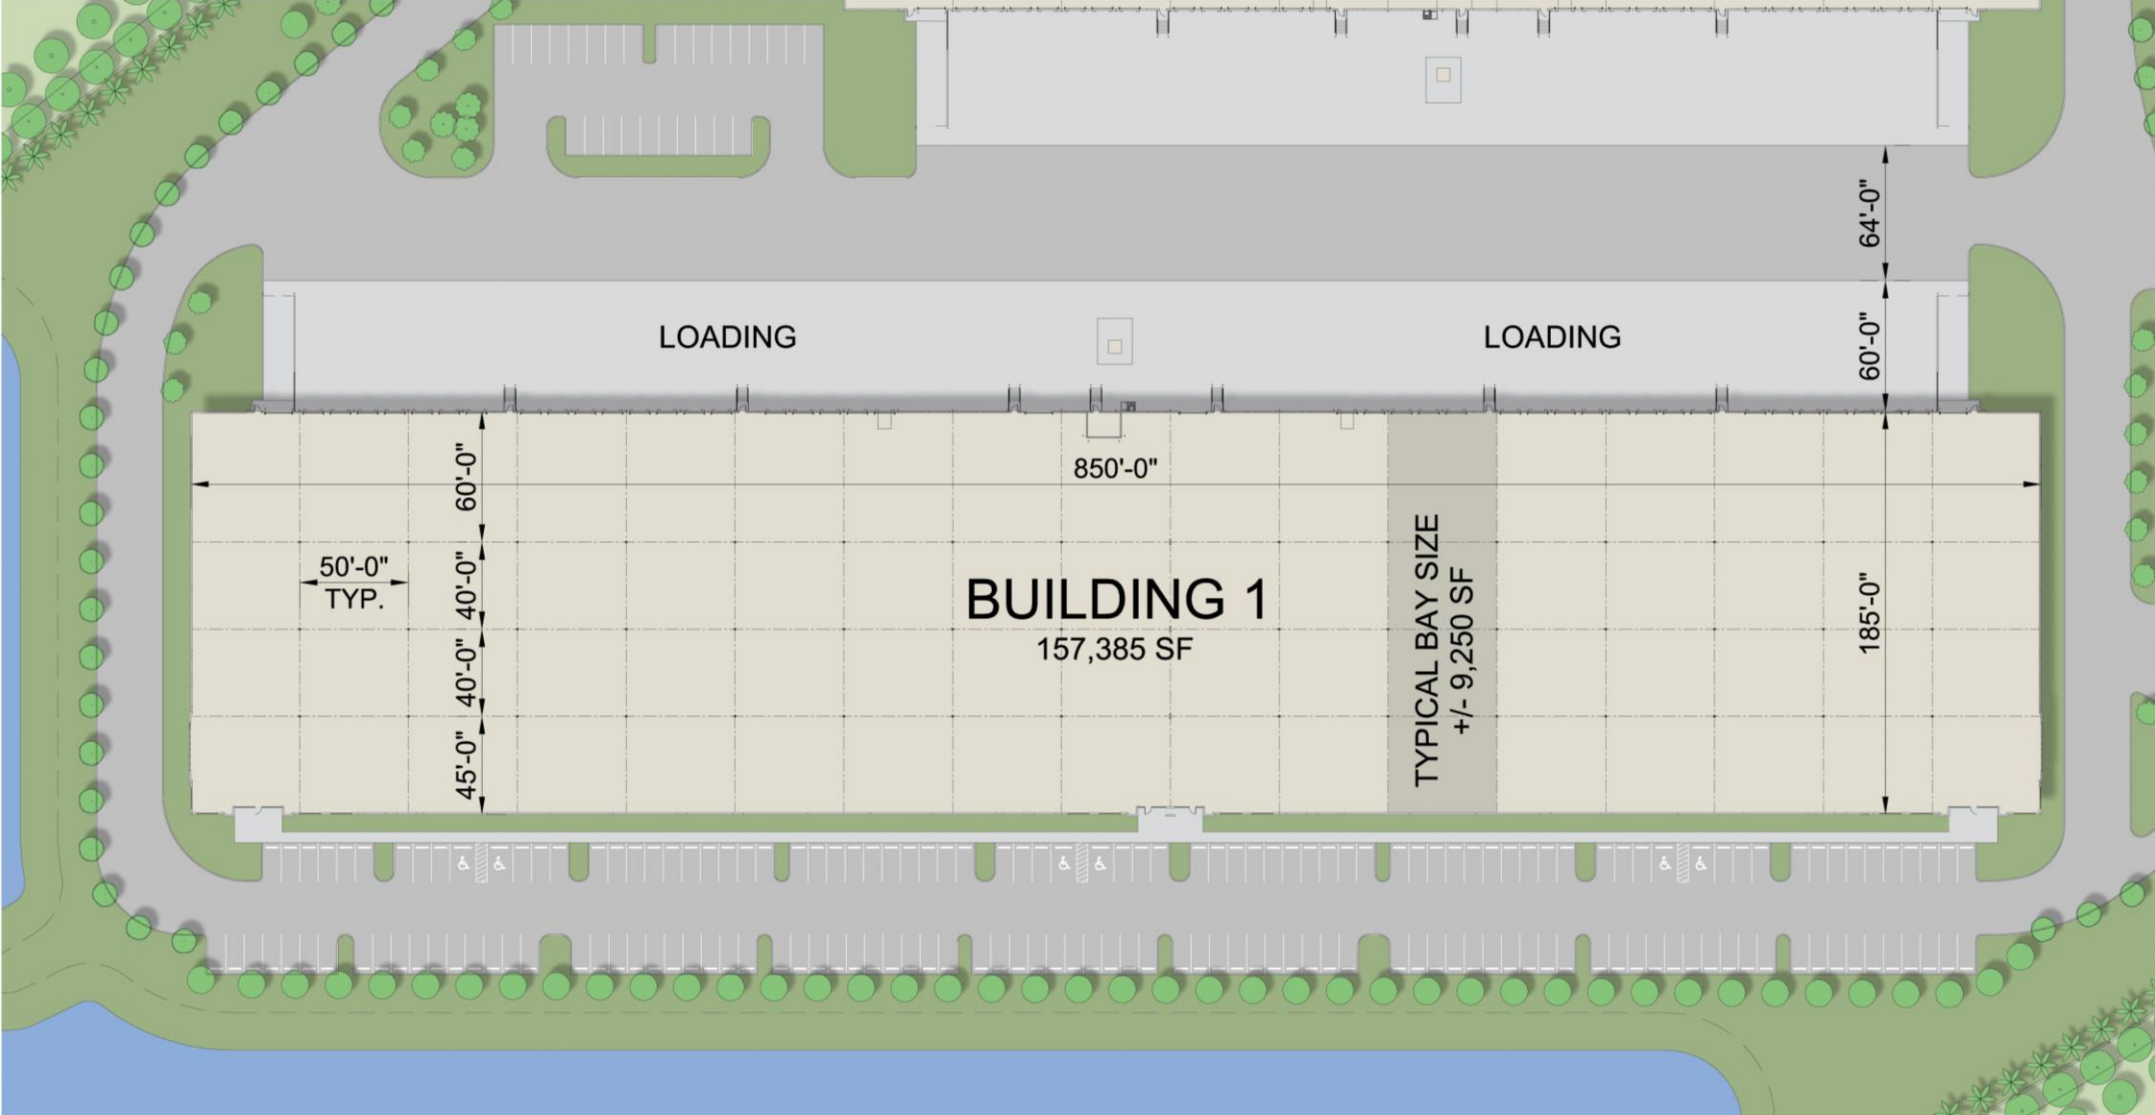 64'-0"
LOADING
LOADING
60'-0"
850'-0"
60'-0"
50'-0"
TYP.
40'-0"
BUILDING 1
157,385 SF
TYPICAL BAY SIZE
+/- 9,250 SF
185'-0"
40'-0"
45'-0"